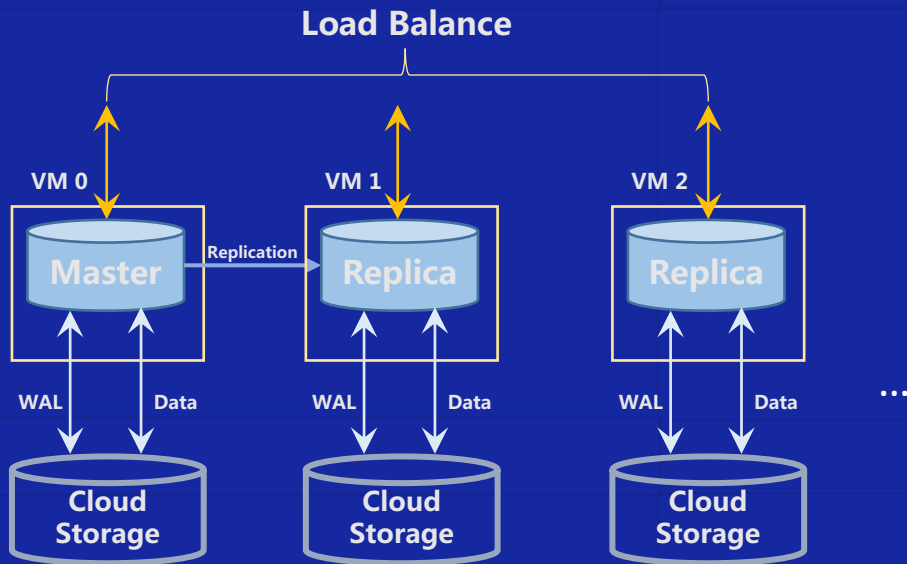 Load Balance
VM 0
VM 1
VM 2
Master
Replication
Replica
Replica
WAL
Data
WAL
Data
WAL
Data
...
Cloud
Storage
Cloud
Storage
Cloud
Storage